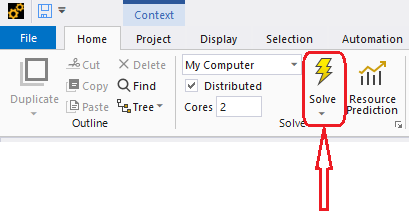 Context
File Home Project Display Selection Automation
Duplicate
Cut
Copy
Paste
Delete
Find
Tree
Outline
My Computer
Distributed
Cores 2
Solve
Solve
Resource
Prediction